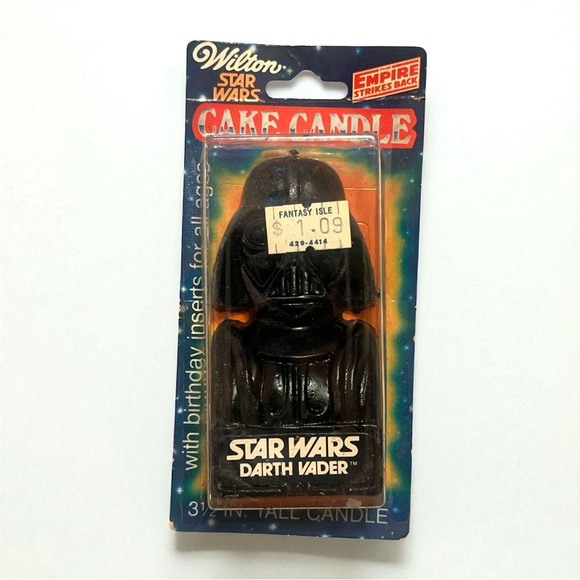 Wilton
STAR
WARS
THE
EMPIRE
STRIKES BACK
CAKE CANDLE
with birthday inserts for all ages
FANTASY ISLE
$ 1.09
429-4414
STAR WARS
DARTH VADER™
3½ IN. TALL CANDLE